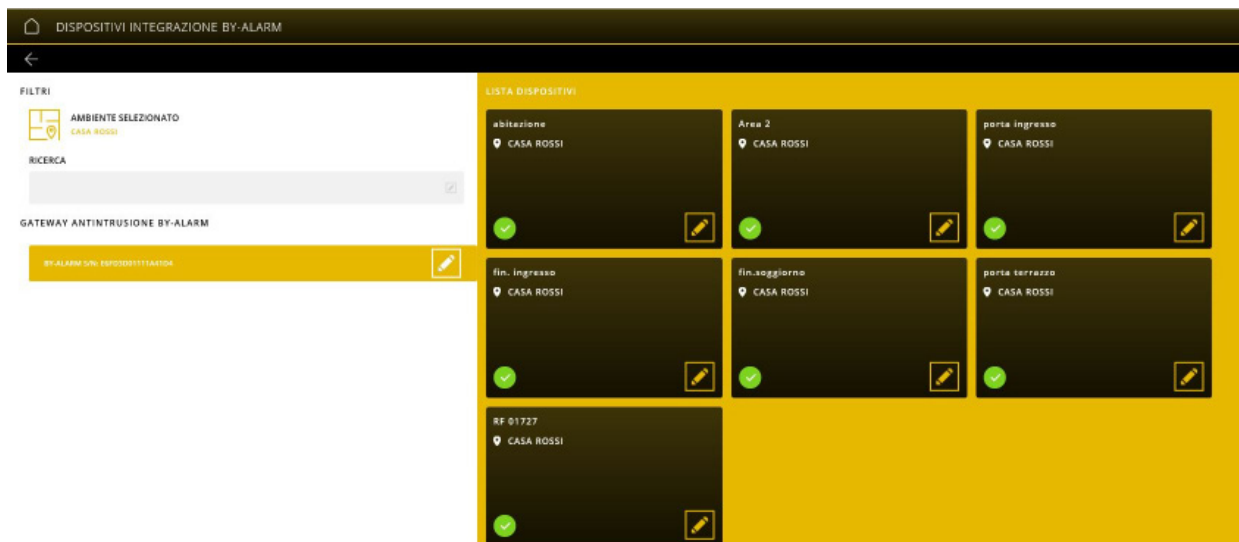 DISPOSITIVI INTEGRAZIONE BY-ALARM
FILTRI
AMBIENTE SELEZIONATO
CASA ROSSI
RICERCA
GATEWAY ANTINTRUSIONE BY-ALARM
BY-ALARM S/N:
LISTA DISPOSITIVI
abitazione
CASA ROSSI
Area 2
CASA ROSSI
porta ingresso
CASA ROSSI
fin. ingresso
CASA ROSSI
fin.soggiorno
CASA ROSSI
porta terrazzo
CASA ROSSI
RF 01727
CASA ROSSI